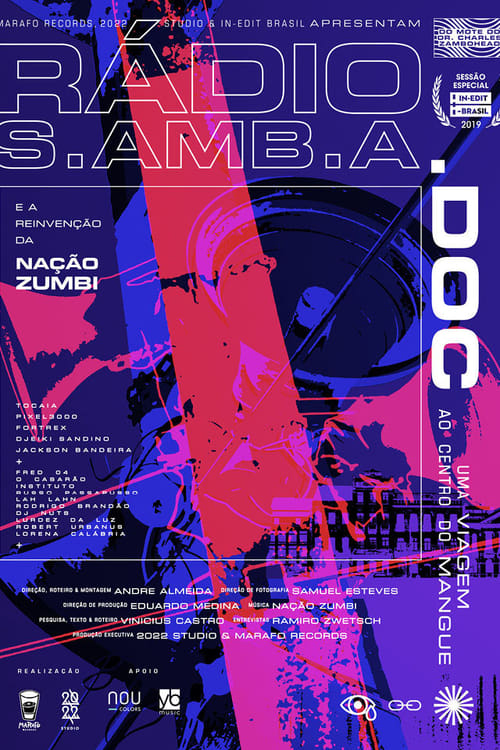 MARAFO RECORDS, 2022 STUDIO & IN-EDIT BRASIL APRESENTAM
RÁDIO
S.AMB.A
.DOC
DO MOTE DO
DR. CHARLES
ZAMBOHEAD
SESSÃO
ESPECIAL
IN-EDIT
BRASIL
2019
E A
REINVENÇÃO
DA
NAÇÃO
ZUMBI
UMA VIAGEM
AO CENTRO DO MANGUE
TOCAIA
PIXEL3000
FORTREX
DJEIKI SANDINO
JACKSON BANDEIRA
+
FRED 04
O CABARÃO
INSTITUTO
RUSSO PASSAPUSSO
LAH LAHN
RODRIGO BRANDÃO
DJ NUTS
LURDEZ DA LUZ
ROBERT URBANUS
LORENA CALÁBRIA
+
DIREÇÃO, ROTEIRO & MONTAGEM ANDRE ALMEIDA DIREÇÃO DE FOTOGRAFIA SAMUEL ESTEVES
DIREÇÃO DE PRODUÇÃO EDUARDO MEDINA MÚSICA NAÇÃO ZUMBI
PESQUISA, TEXTO & ROTEIRO VINICIUS CASTRO ENTREVISTAS RAMIRO ZWETSCH
PRODUÇÃO EXECUTIVA 2022 STUDIO & MARAFO RECORDS
REALIZAÇÃO APOIO
MARAFO
RECORDS
2022
STUDIO
nou
COLORS
yb
music